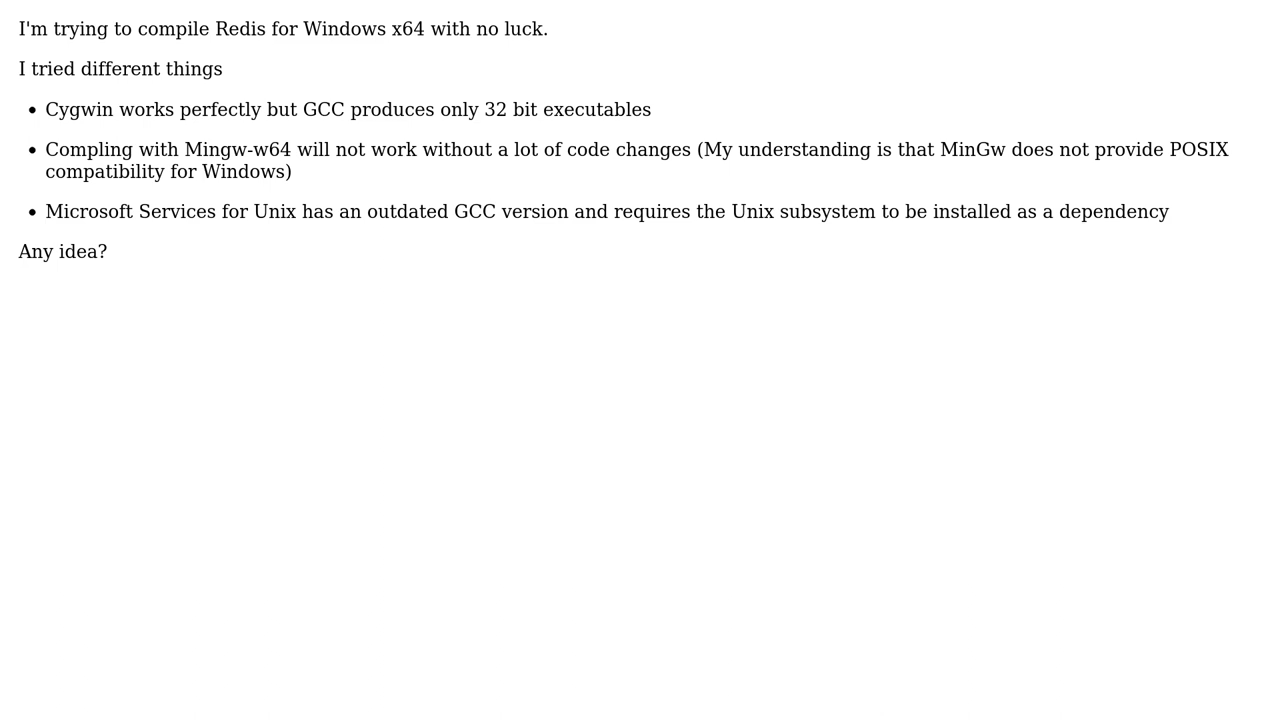 I'm trying to compile Redis for Windows x64 with no luck.
I tried different things
• Cygwin works perfectly but GCC produces only 32 bit executables
• Compling with Mingw-w64 will not work without a lot of code changes (My understanding is that MinGw does not provide POSIX
compatibility for Windows)
• Microsoft Services for Unix has an outdated GCC version and requires the Unix subsystem to be installed as a dependency
Any idea?